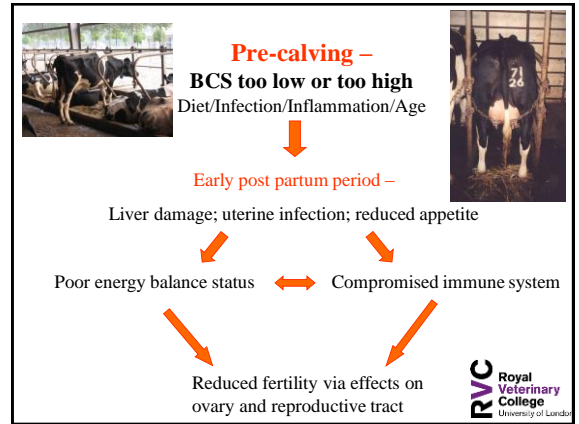 Pre-calving –
BCS too low or too high
Diet/Infection/Inflammation/Age
71
26
Early post partum period –
Liver damage; uterine infection; reduced appetite
Poor energy balance status
Compromised immune system
Reduced fertility via effects on
ovary and reproductive tract
RVC
Royal
Veterinary
College
University of London